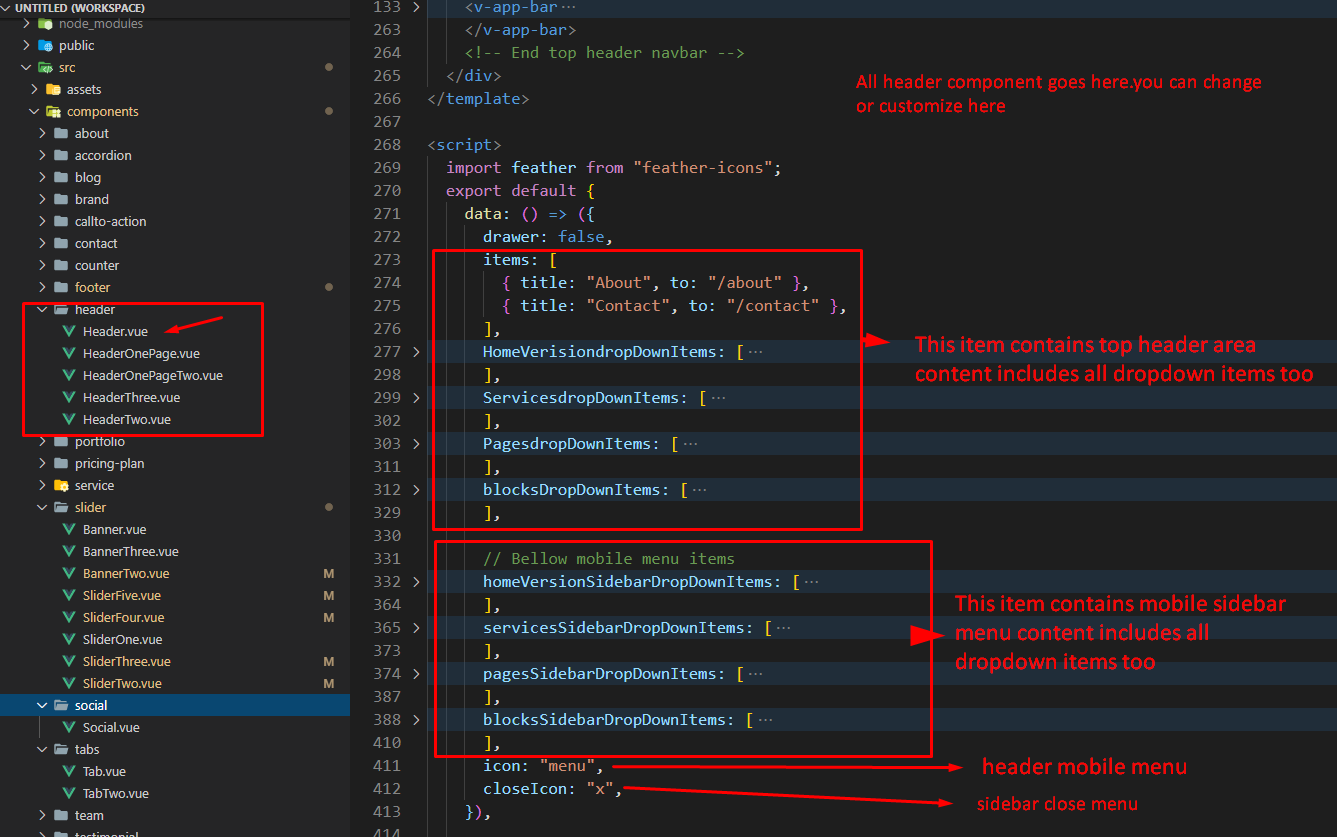 UNTITLED (WORKSPACE)
node_modules
public
src
assets
components
about
accordion
blog
brand
callto-action
contact
counter
footer
header
Header.vue
HeaderOnePage.vue
HeaderOnePageTwo.vue
HeaderThree.vue
HeaderTwo.vue
portfolio
pricing-plan
service
slider
Banner.vue
BannerThree.vue
BannerTwo.vue M
SliderFive.vue M
SliderFour.vue M
SliderOne.vue
SliderThree.vue M
SliderTwo.vue M
social
Social.vue
tabs
Tab.vue
TabTwo.vue
team
testimonial
133 <v-app-bar ...
263 </v-app-bar>
264 <!-- End top header navbar -->
265 </div>
266 </template>
267
268 <script>
269 import feather from "feather-icons";
270 export default {
271 data: () => ({
272 drawer: false,
273 items: [
274 { title: "About", to: "/about" },
275 { title: "Contact", to: "/contact" },
276 ],
277 HomeVerisiondropDownItems: [ ...
298 ],
299 ServicesdropDownItems: [ ...
302 ],
303 PagesdropDownItems: [ ...
311 ],
312 blocksDropDownItems: [ ...
329 ],
330
331 // Bellow mobile menu items
332 homeVersionSidebarDropDownItems: [ ...
364 ],
365 servicesSidebarDropDownItems: [ ...
373 ],
374 pagesSidebarDropDownItems: [ ...
387 ],
388 blocksSidebarDropDownItems: [ ...
410 ],
411 icon: "menu",
412 closeIcon: "x",
413 }),
414
All header component goes here.you can change
or customize here
This item contains top header area
content includes all dropdown items too
This item contains mobile sidebar
menu content includes all
dropdown items too
header mobile menu
sidebar close menu